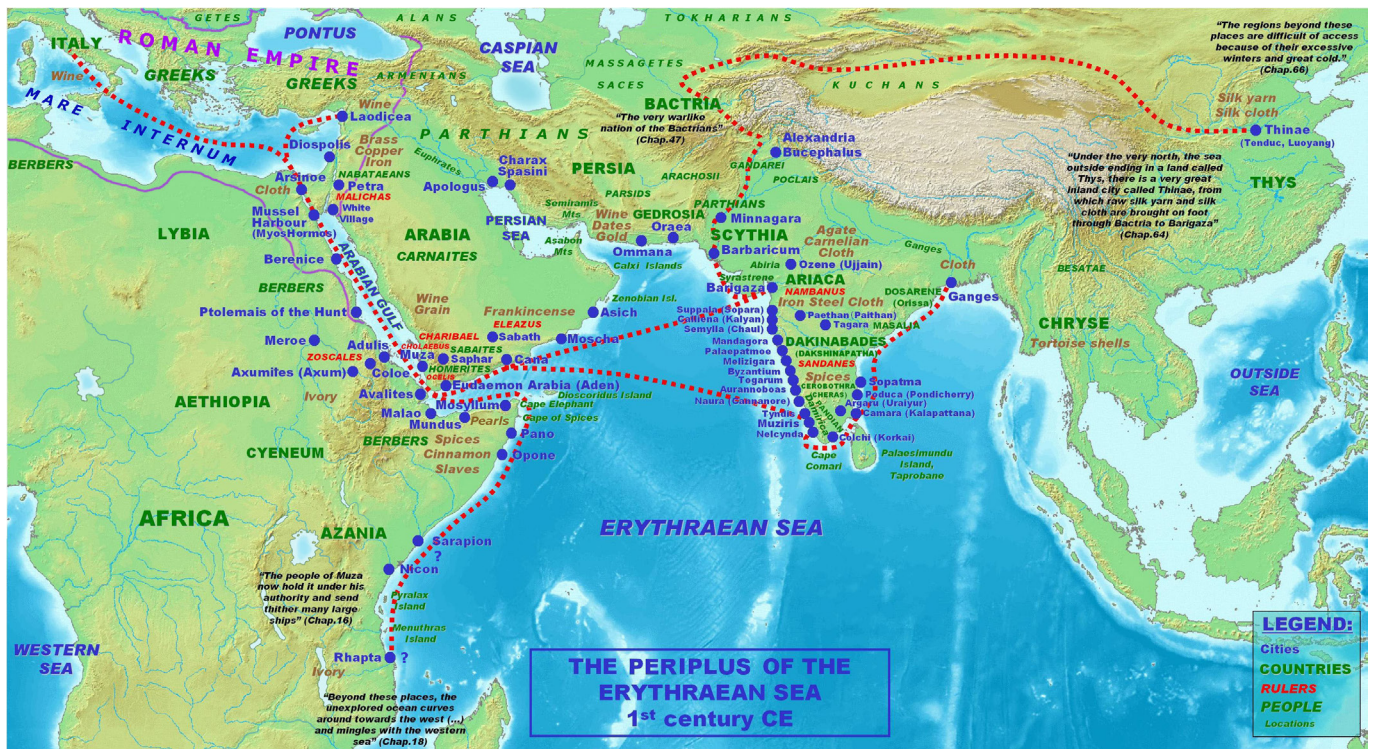 GETES
ALANS
TOKHARIANS
"The regions beyond these
places are difficult of access
because of their excessive
winters and great cold."
(Chap.66)
ITALY
ROMAN EMPIRE
PONTUS
CASPIAN
SEA
MASSAGETES
SACES
KUCHANS
GREEKS
GREEKS
ARMENIANS
Wine
MARE INTERNUM
Wine
Laodicea
BACTRIA
"The very warlike
nation of the Bactrians"
(Chap.47)
Silk yarn
Silk cloth
Thinae
(Tenduc, Luoyang)
PARTHIANS
Brass
Copper
Iron
Diospolis
Euphrates
Charax
Spasini
Apologus
PERSIA
Alexandria
Bucephalus
GANDAREI
ARACHOSII
POCLAIS
"Under the very north, the sea
outside ending in a land called
Thys, there is a very great
inland city called Thinae, from
which raw silk yarn and silk
cloth are brought on foot
through Bactria to Barigaza"
(Chap.64)
THYS
BERBERS
Arsinoe
Cloth
NABATAEANS
Petra
MALICHAS
White
Village
PARSIDS
Semiramis
Mts
PARTHIANS
Mussel
Harbour
(MyosHormos)
PERSIAN
SEA
Wine
Dates
Gold
GEDROSIA
Oraea
Minnagara
SCYTHIA
LYBIA
ARABIA
CARNAITES
Asabon
Mts
Ommana
Calxi Islands
Barbaricum
Agate
Carnelian
Cloth
Ganges
Berenice
ARABIAN GULF
Abiria
Ozene (Ujjain)
Cloth
BESATAE
BERBERS
Syrastrene
ARIACA
Barigaza
NAMBANUS
DOSARENE
(Orissa)
Ganges
Wine
Grain
Zenobian Isl.
Iron Steel Cloth
Ptolemais of the Hunt
Frankincense
Asich
Suppala (Sopara)
Calliena (Kalyan)
Semylla (Chaul)
Paethan (Paithan)
Tagara
MASALIA
CHRYSE
Tortoise shells
ELEAZUS
Sabath
Moscha
Meroe
CHARIBAEL
CHOLAEBUS
SABAITES
Mandagora
DAKINABADES
(DAKSHINAPATHA)
SANDANES
ZOSCALES
Adulis
Muza
Saphar
Cana
Palaepatmoe
Melizigara
Axumites (Axum)
Coloe
HOMERITES
OCELIS
Eudaemon Arabia (Aden)
Byzantium
Togarum
Aurannoboas
Spices
CEROBOTHRA
(CHERAS)
Sopatma
OUTSIDE
SEA
AETHIOPIA
Ivory
Avalites
Dioscoridus Island
Naura (Cannanore)
Poduca (Pondicherry)
Argaru (Uraiyur)
Camara (Kalapattana)
Malao
Mosyllum
Cape Elephant
Cape of Spices
Mundus
Pearls
Tyndis
Muziris
Nelcynda
PANDIAN
Damirica
Colchi (Korkai)
BERBERS
Spices
Cinnamon
Slaves
Pano
Opone
Cape
Comari
Palaesimundu
Island,
Taprobane
CYENEUM
AFRICA
AZANIA
Sarapion
?
Nicon
ERYTHRAEAN SEA
"The people of Muza
now hold it under his
authority and send
thither many large
ships" (Chap.16)
Pyralax
Island
Menuthras
Island
WESTERN
SEA
Rhapta ?
Ivory
"Beyond these places, the
unexplored ocean curves
around towards the west (...)
and mingles with the western
sea" (Chap.18)
THE PERIPLUS OF THE
ERYTHRAEAN SEA
1st century CE
LEGEND:
Cities
COUNTRIES
RULERS
PEOPLE
Locations